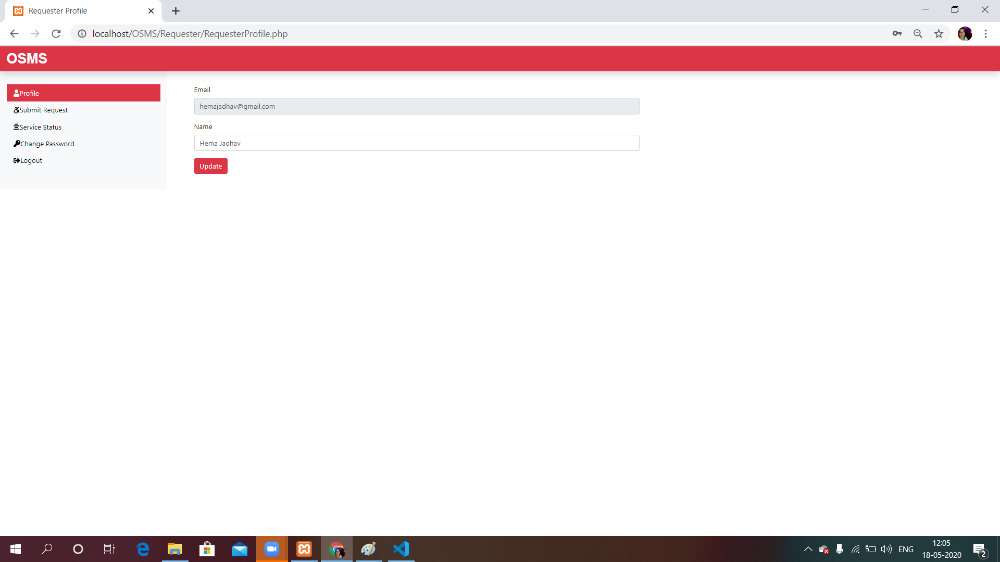 Requester Profile
localhost/OSMS/Requester/RequesterProfile.php
OSMS
Profile
Submit Request
Service Status
Change Password
Logout
Email
hemajadhav@gmail.com
Name
Hema Jadhav
Update
ENG
12:05
18-05-2020
2